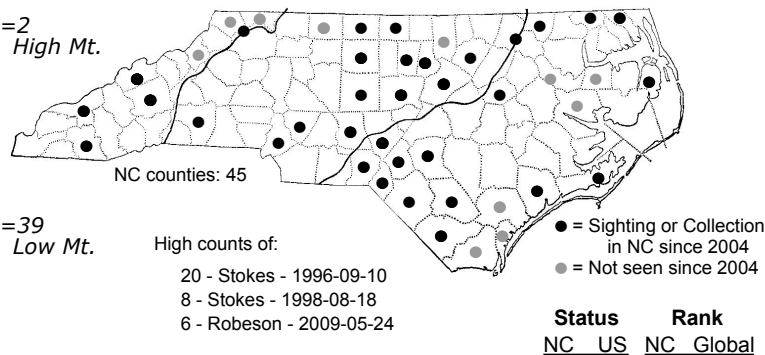 =2
High Mt.
NC counties: 45
=39
Low Mt.
High counts of:
20 - Stokes - 1996-09-10
8 - Stokes - 1998-08-18
6 - Robeson - 2009-05-24
= Sighting or Collection
in NC since 2004
= Not seen since 2004
Status Rank
NC US NC Global